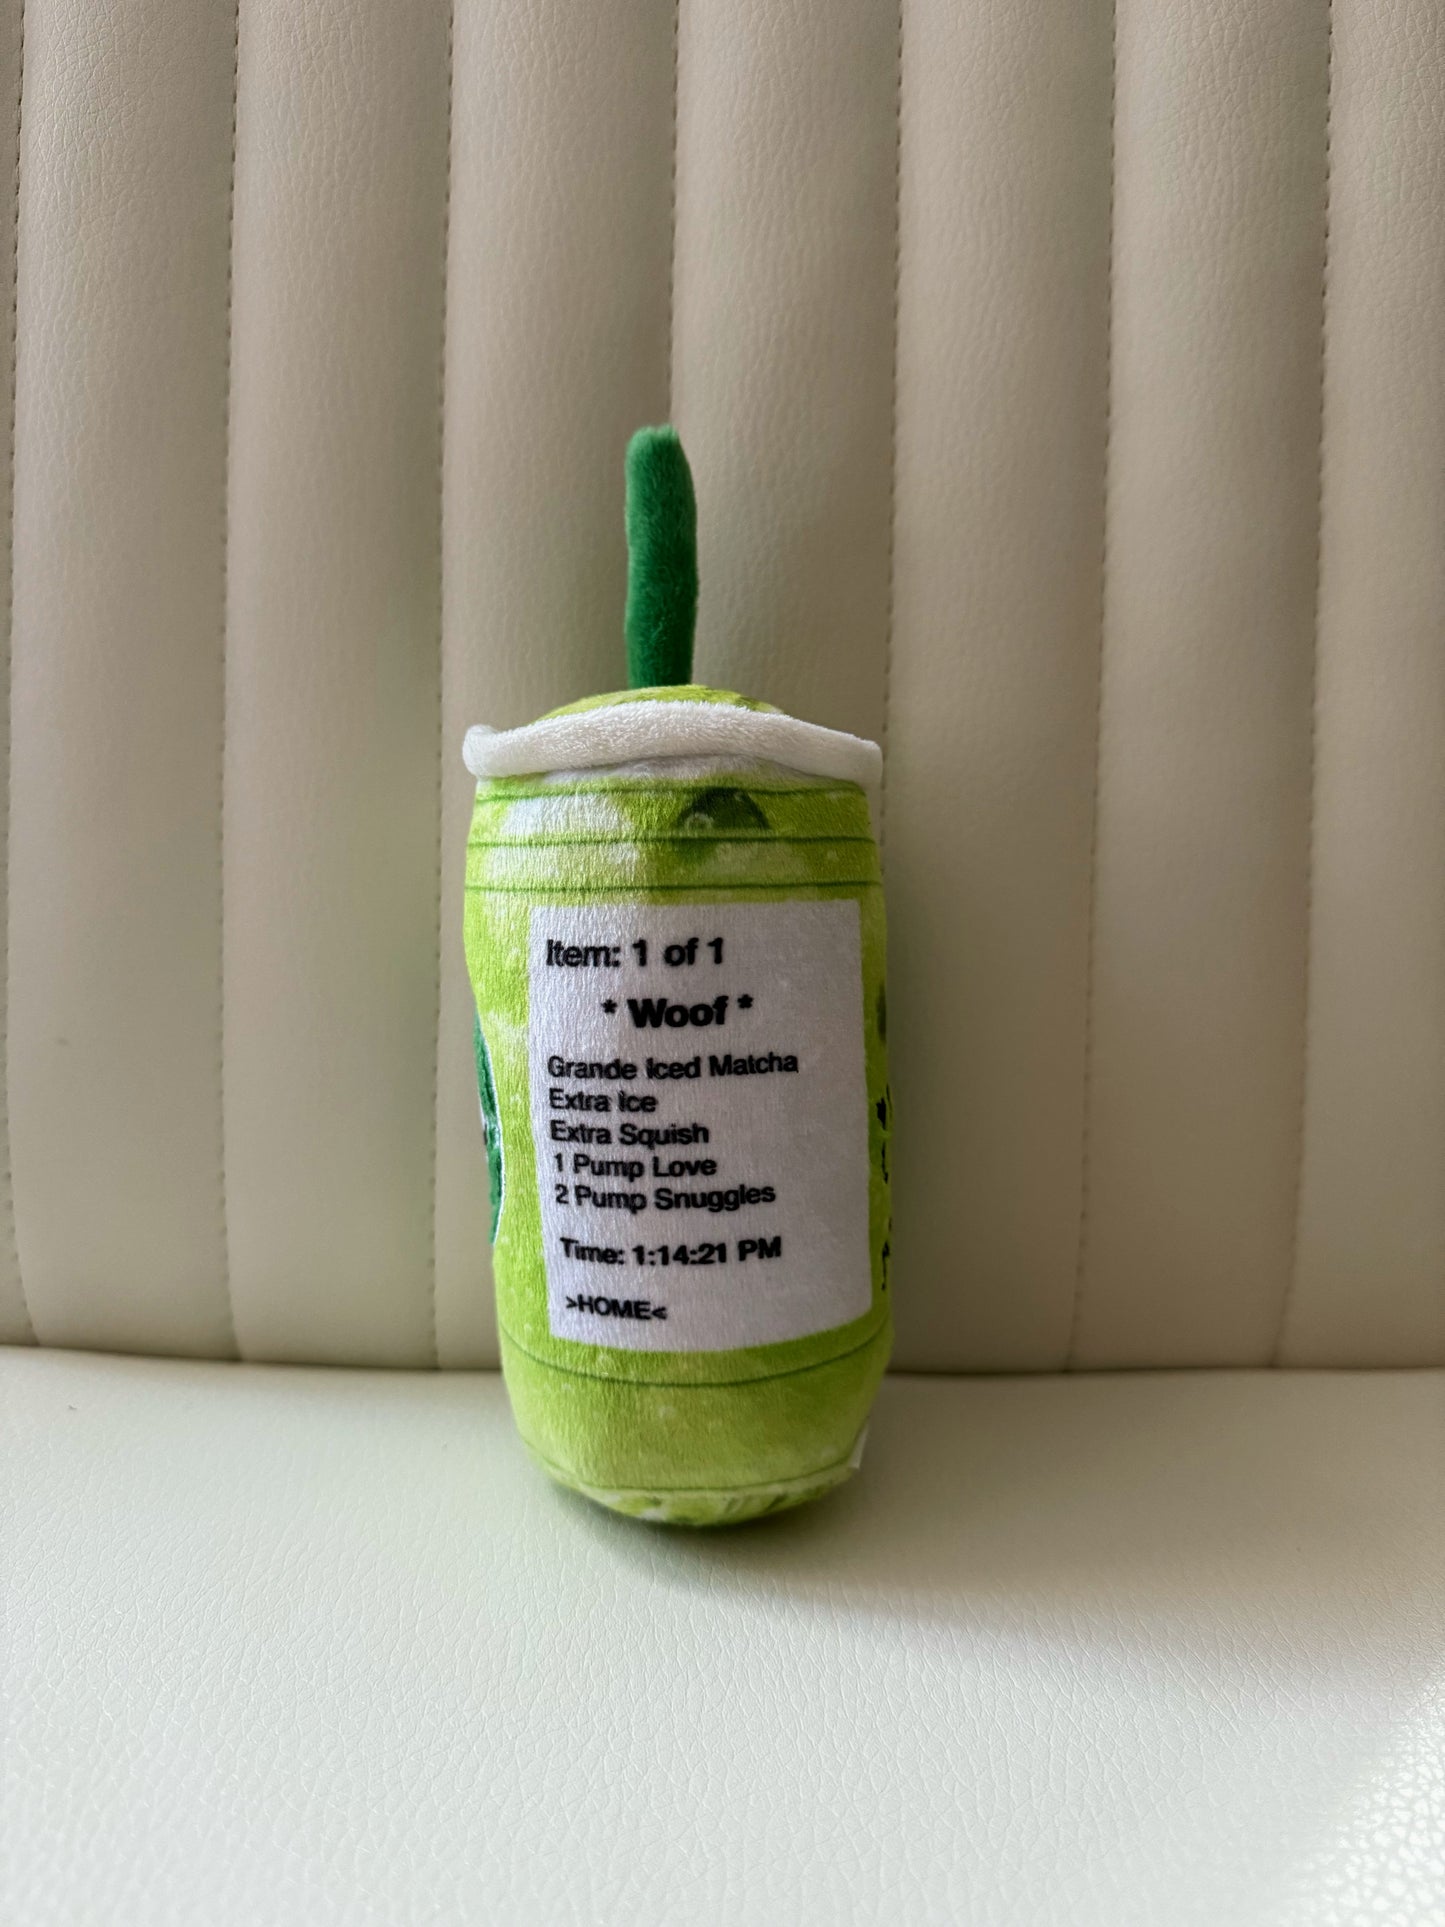 Item: 1 of 1
* Woof *
Grande Iced Matcha
Extra Ice
Extra Squish
1 Pump Love
2 Pump Snuggles
Time: 1:14:21 PM
>HOME<